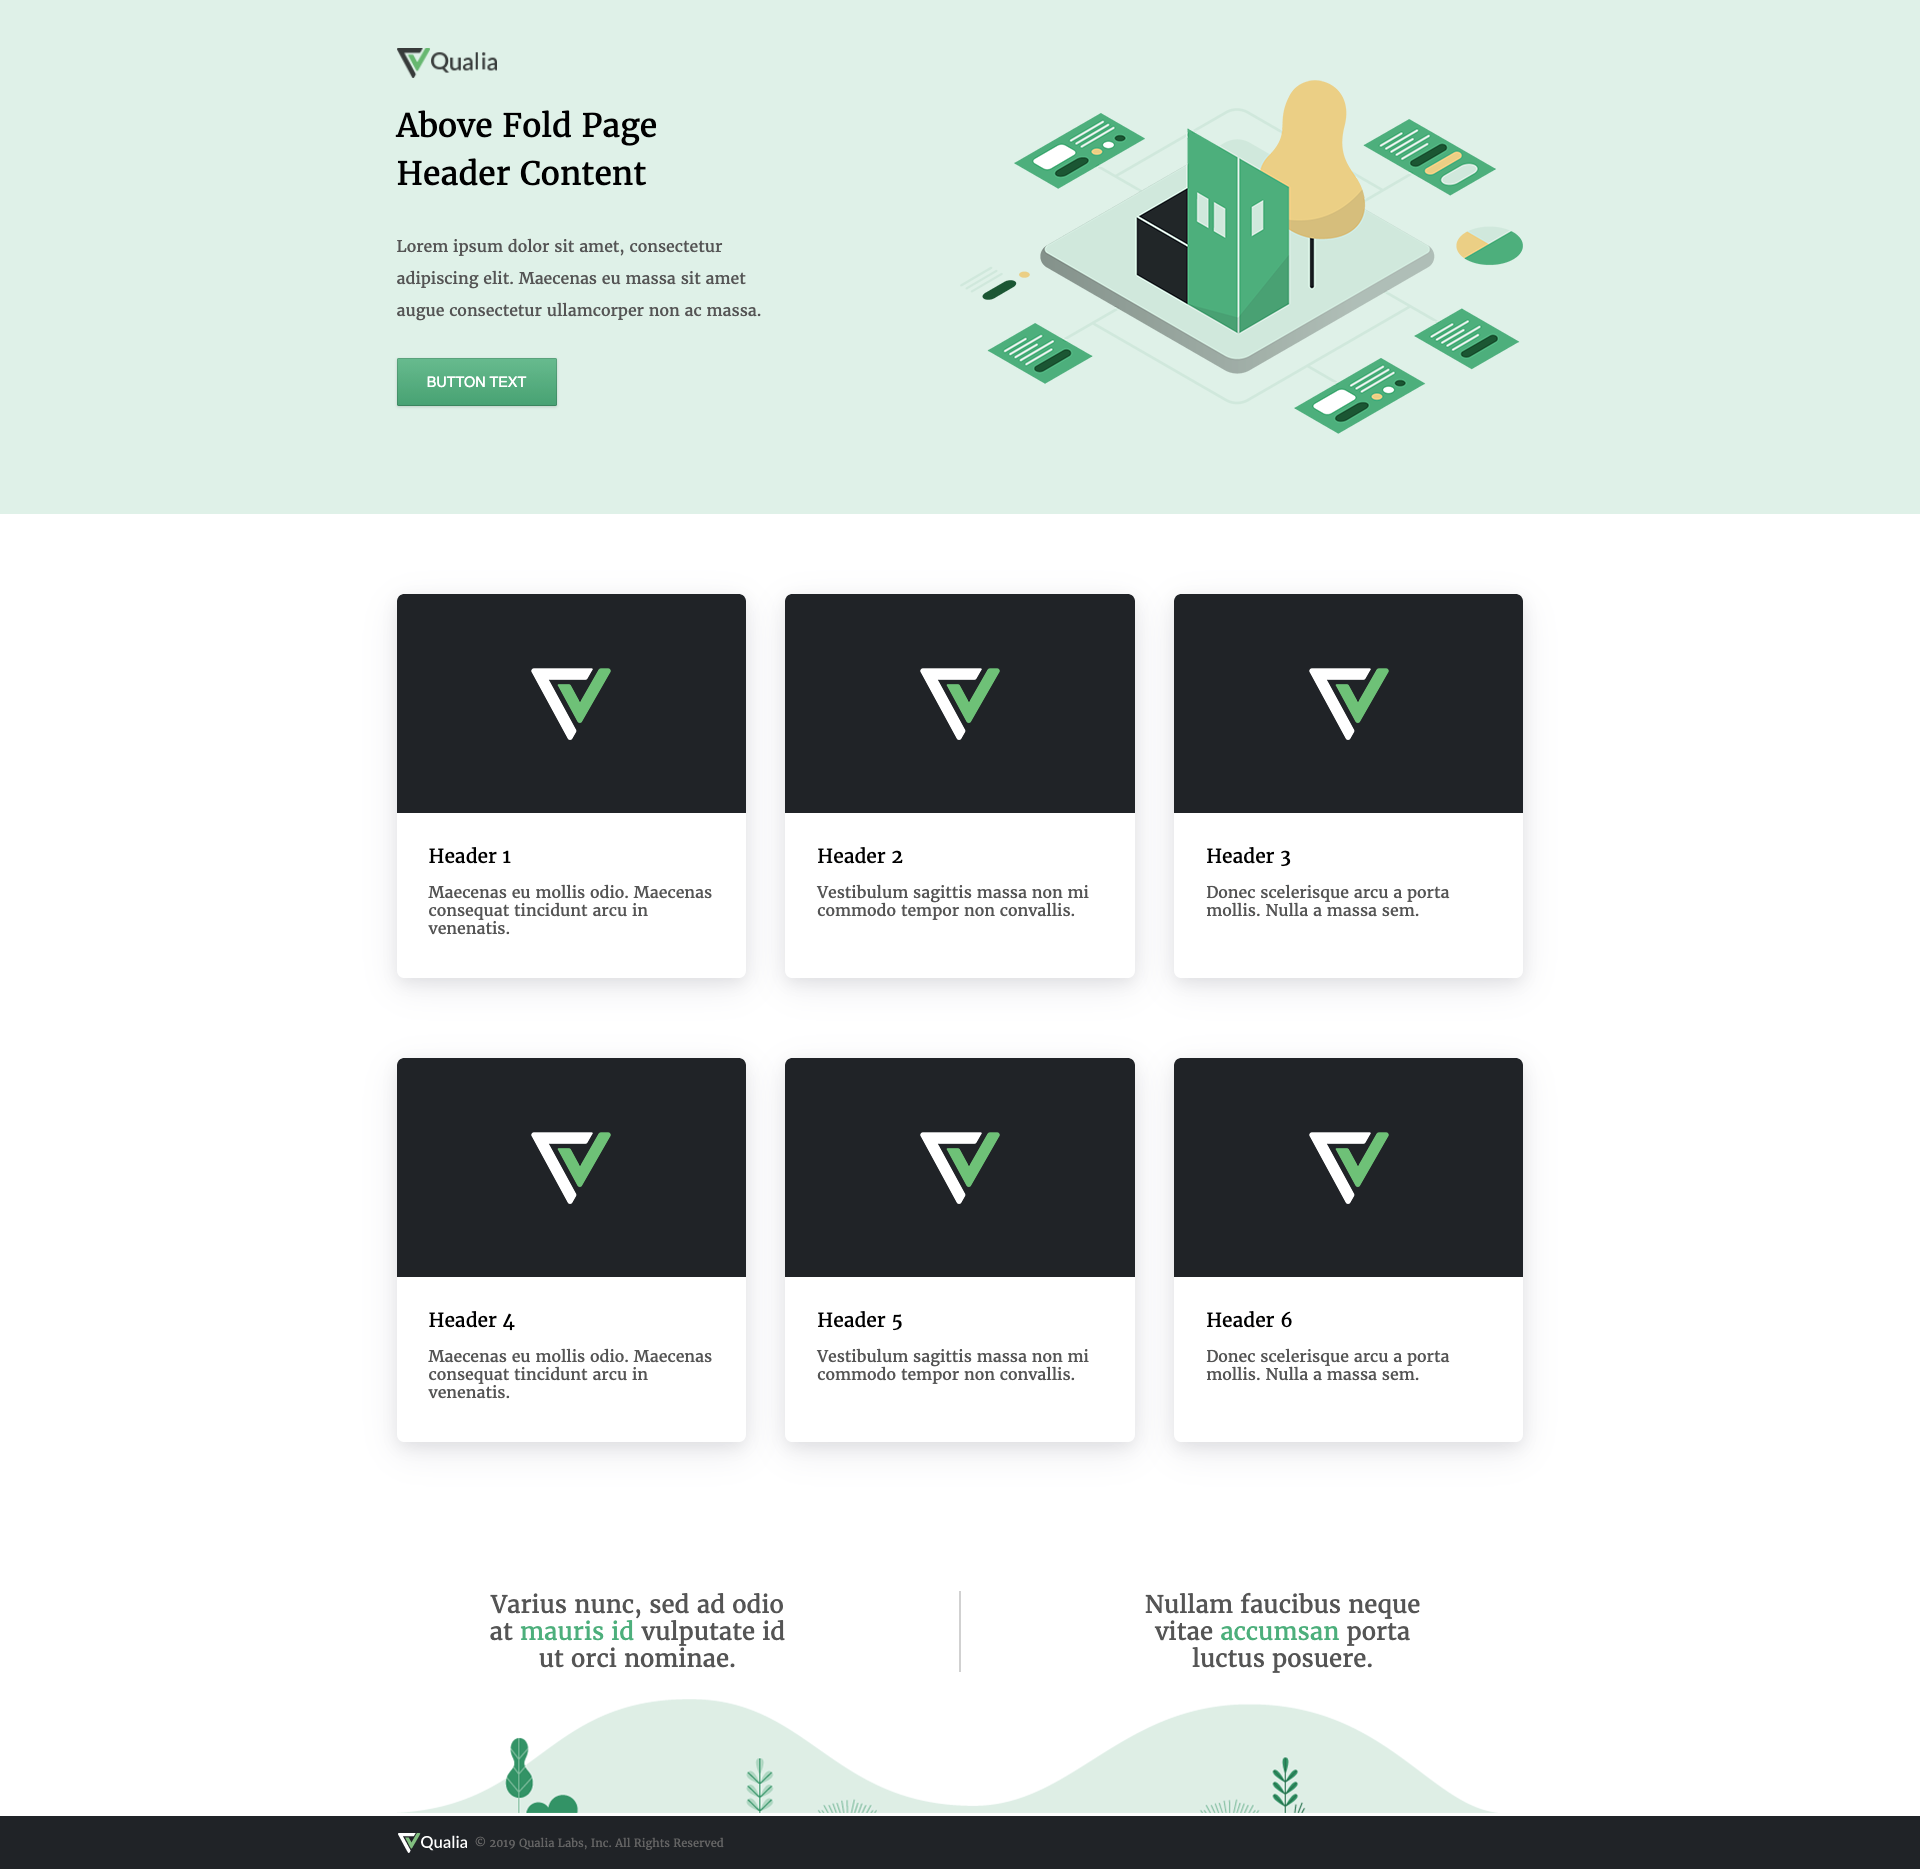 Qualia
Above Fold Page
Header Content
Lorem ipsum dolor sit amet, consectetur
adipiscing elit. Maecenas eu massa sit amet
augue consectetur ullamcorper non ac massa.
BUTTON TEXT
Header 1
Maecenas eu mollis odio. Maecenas
consequat tincidunt arcu in
venenatis.
Header 2
Vestibulum sagittis massa non mi
commodo tempor non convallis.
Header 3
Donec scelerisque arcu a porta
mollis. Nulla a massa sem.
Header 4
Maecenas eu mollis odio. Maecenas
consequat tincidunt arcu in
venenatis.
Header 5
Vestibulum sagittis massa non mi
commodo tempor non convallis.
Header 6
Donec scelerisque arcu a porta
mollis. Nulla a massa sem.
Varius nunc, sed ad odio
at mauris id vulputate id
ut orci nominae.
Nullam faucibus neque
vitae accumsan porta
luctus posuere.
Qualia © 2019 Qualia Labs, Inc. All Rights Reserved